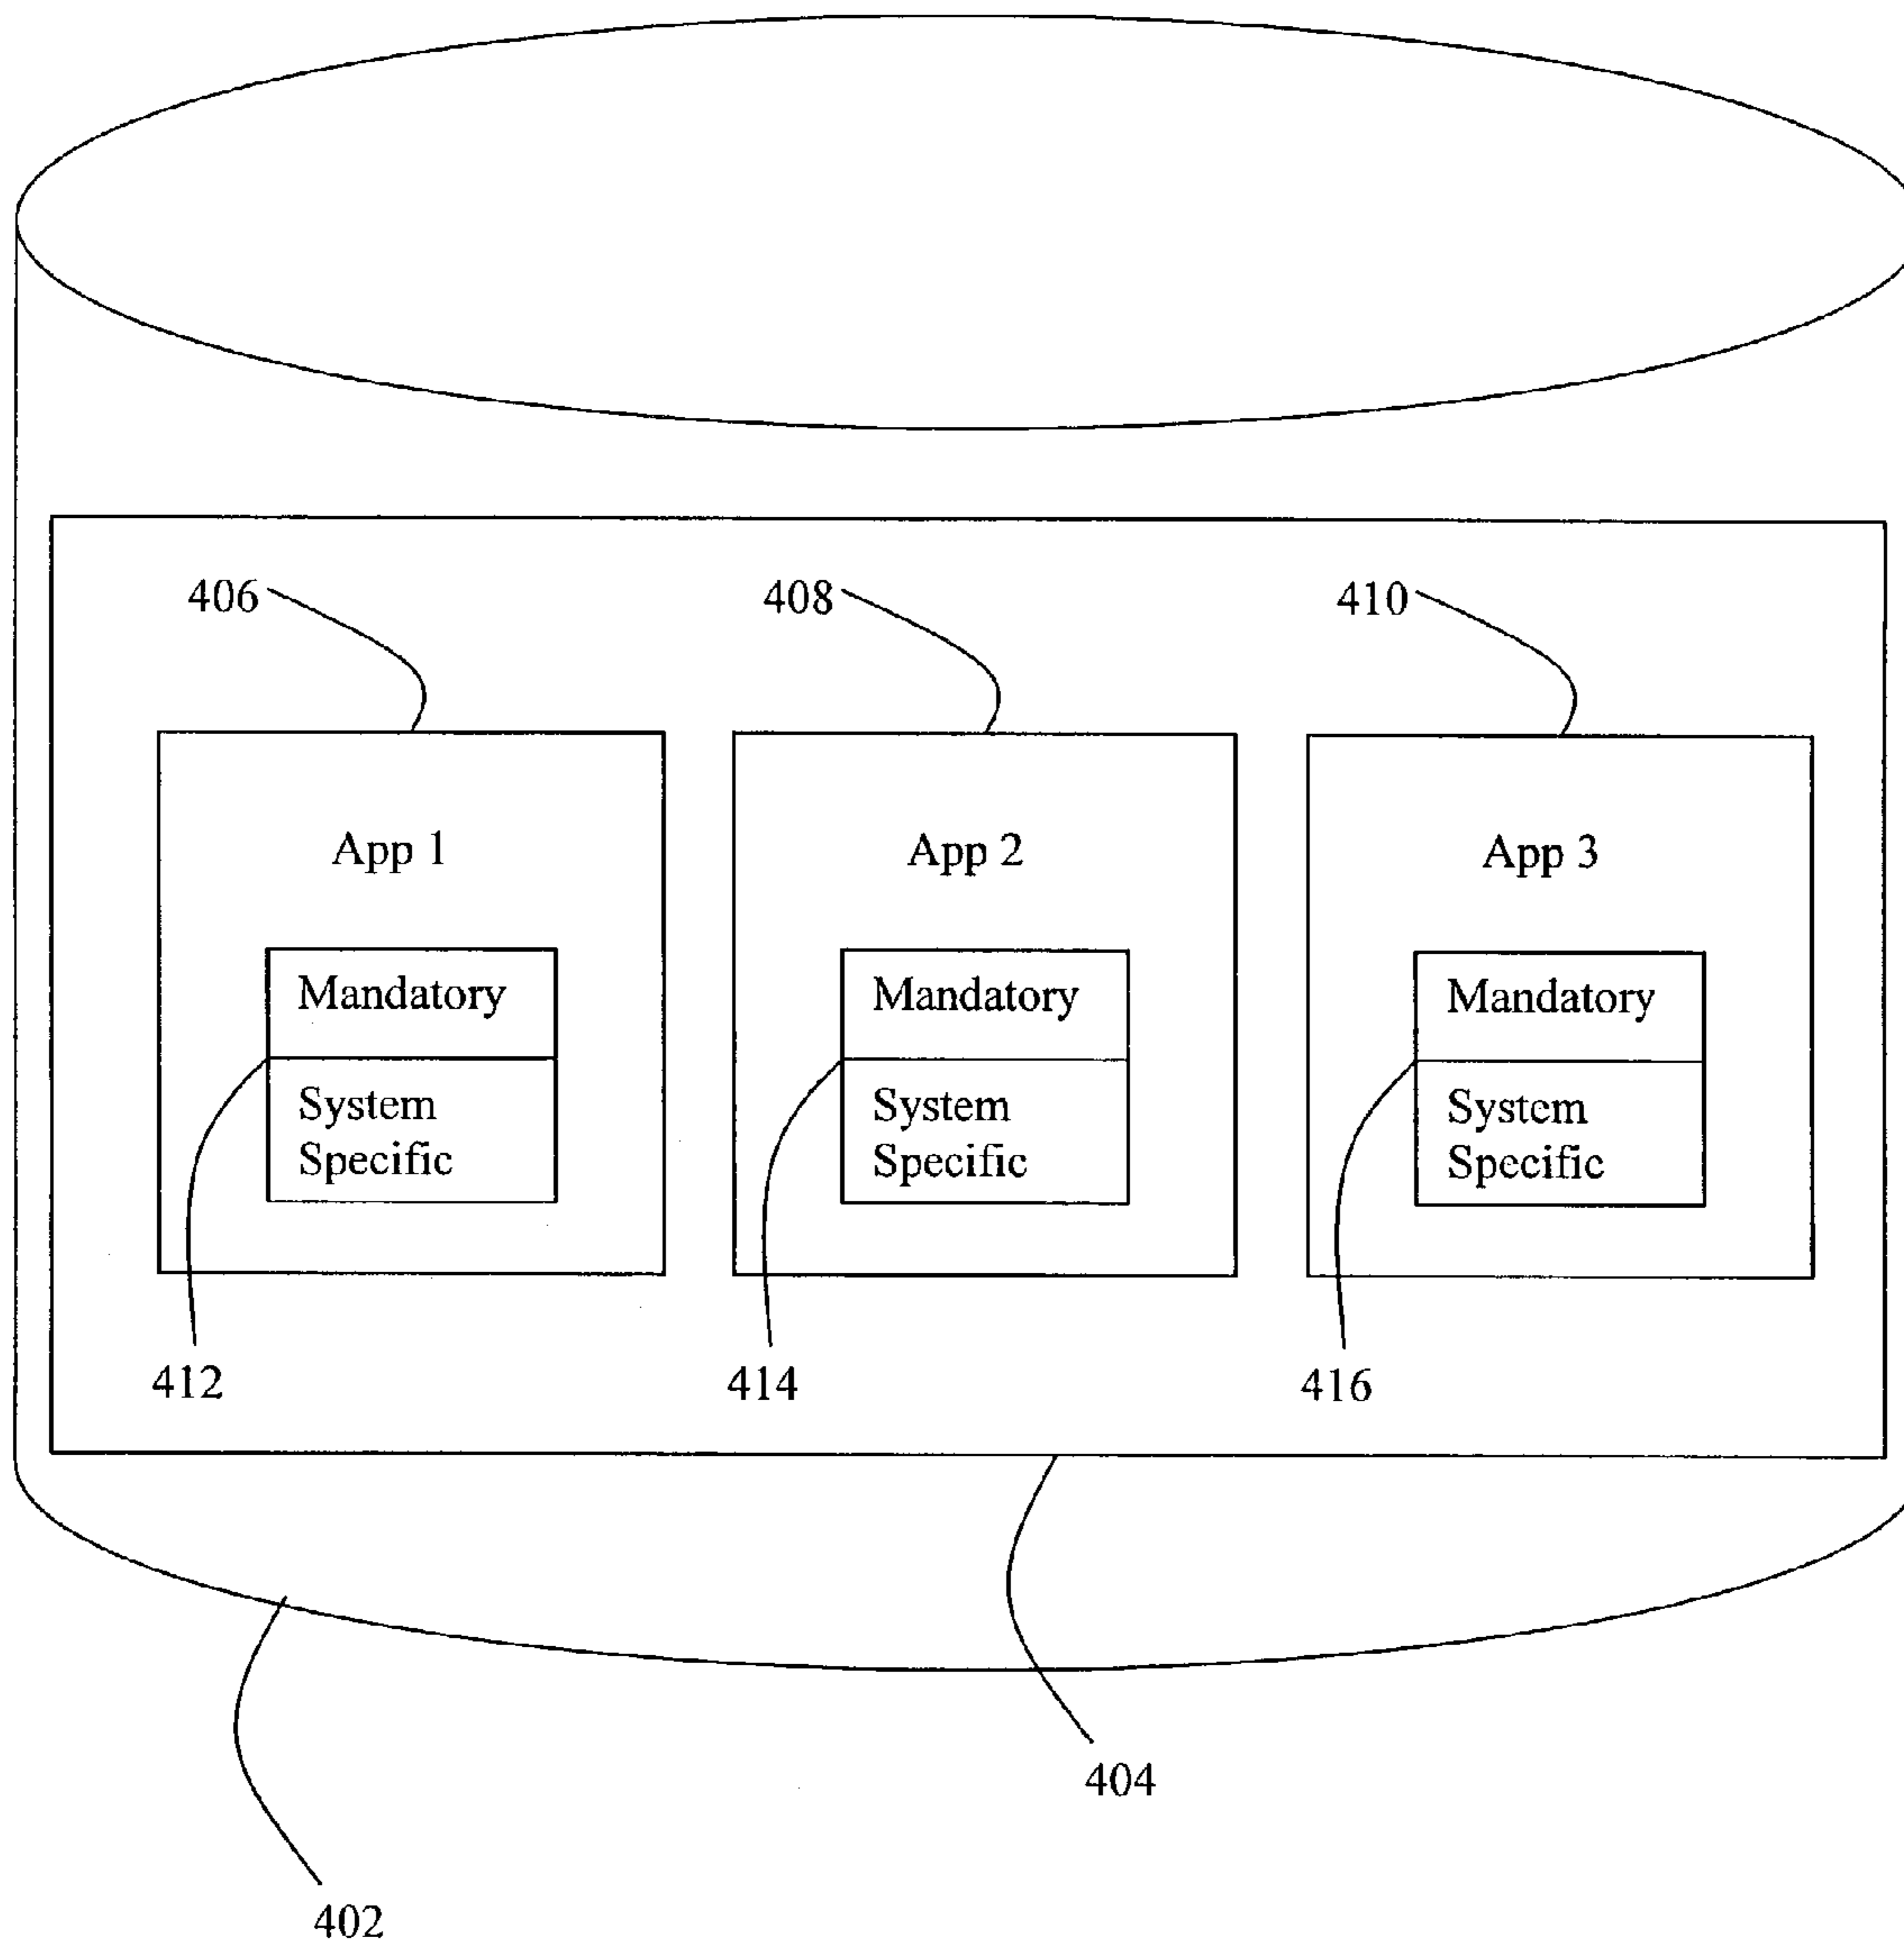 406
408
410
App 1
App 2
App 3
Mandatory
Mandatory
Mandatory
System
Specific
System
Specific
System
Specific
412
414
416
404
402